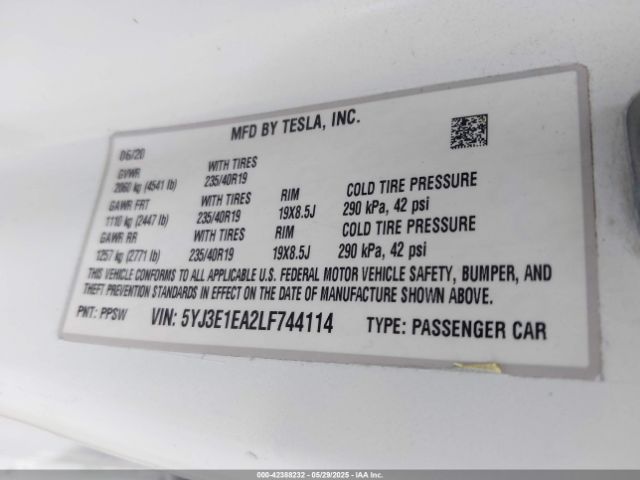 MFD BY TESLA, INC.
06/20
GVWR WITH TIRES
2060 kg (4541 lb) 235/40R19
GAWR FRT WITH TIRES RIM COLD TIRE PRESSURE
1110 kg (2447 lb) 235/40R19 19X8.5J 290 kPa, 42 psi
GAWR RR WITH TIRES RIM COLD TIRE PRESSURE
1257 kg (2771 lb) 235/40R19 19X8.5J 290 kPa, 42 psi
THIS VEHICLE CONFORMS TO ALL APPLICABLE U.S. FEDERAL MOTOR VEHICLE SAFETY, BUMPER, AND
THEFT PREVENTION STANDARDS IN EFFECT ON THE DATE OF MANUFACTURE SHOWN ABOVE.
PNT: PPSW VIN: 5YJ3E1EA2LF744114 TYPE: PASSENGER CAR
000-42388232 - 05/29/2025 - IAA Inc.